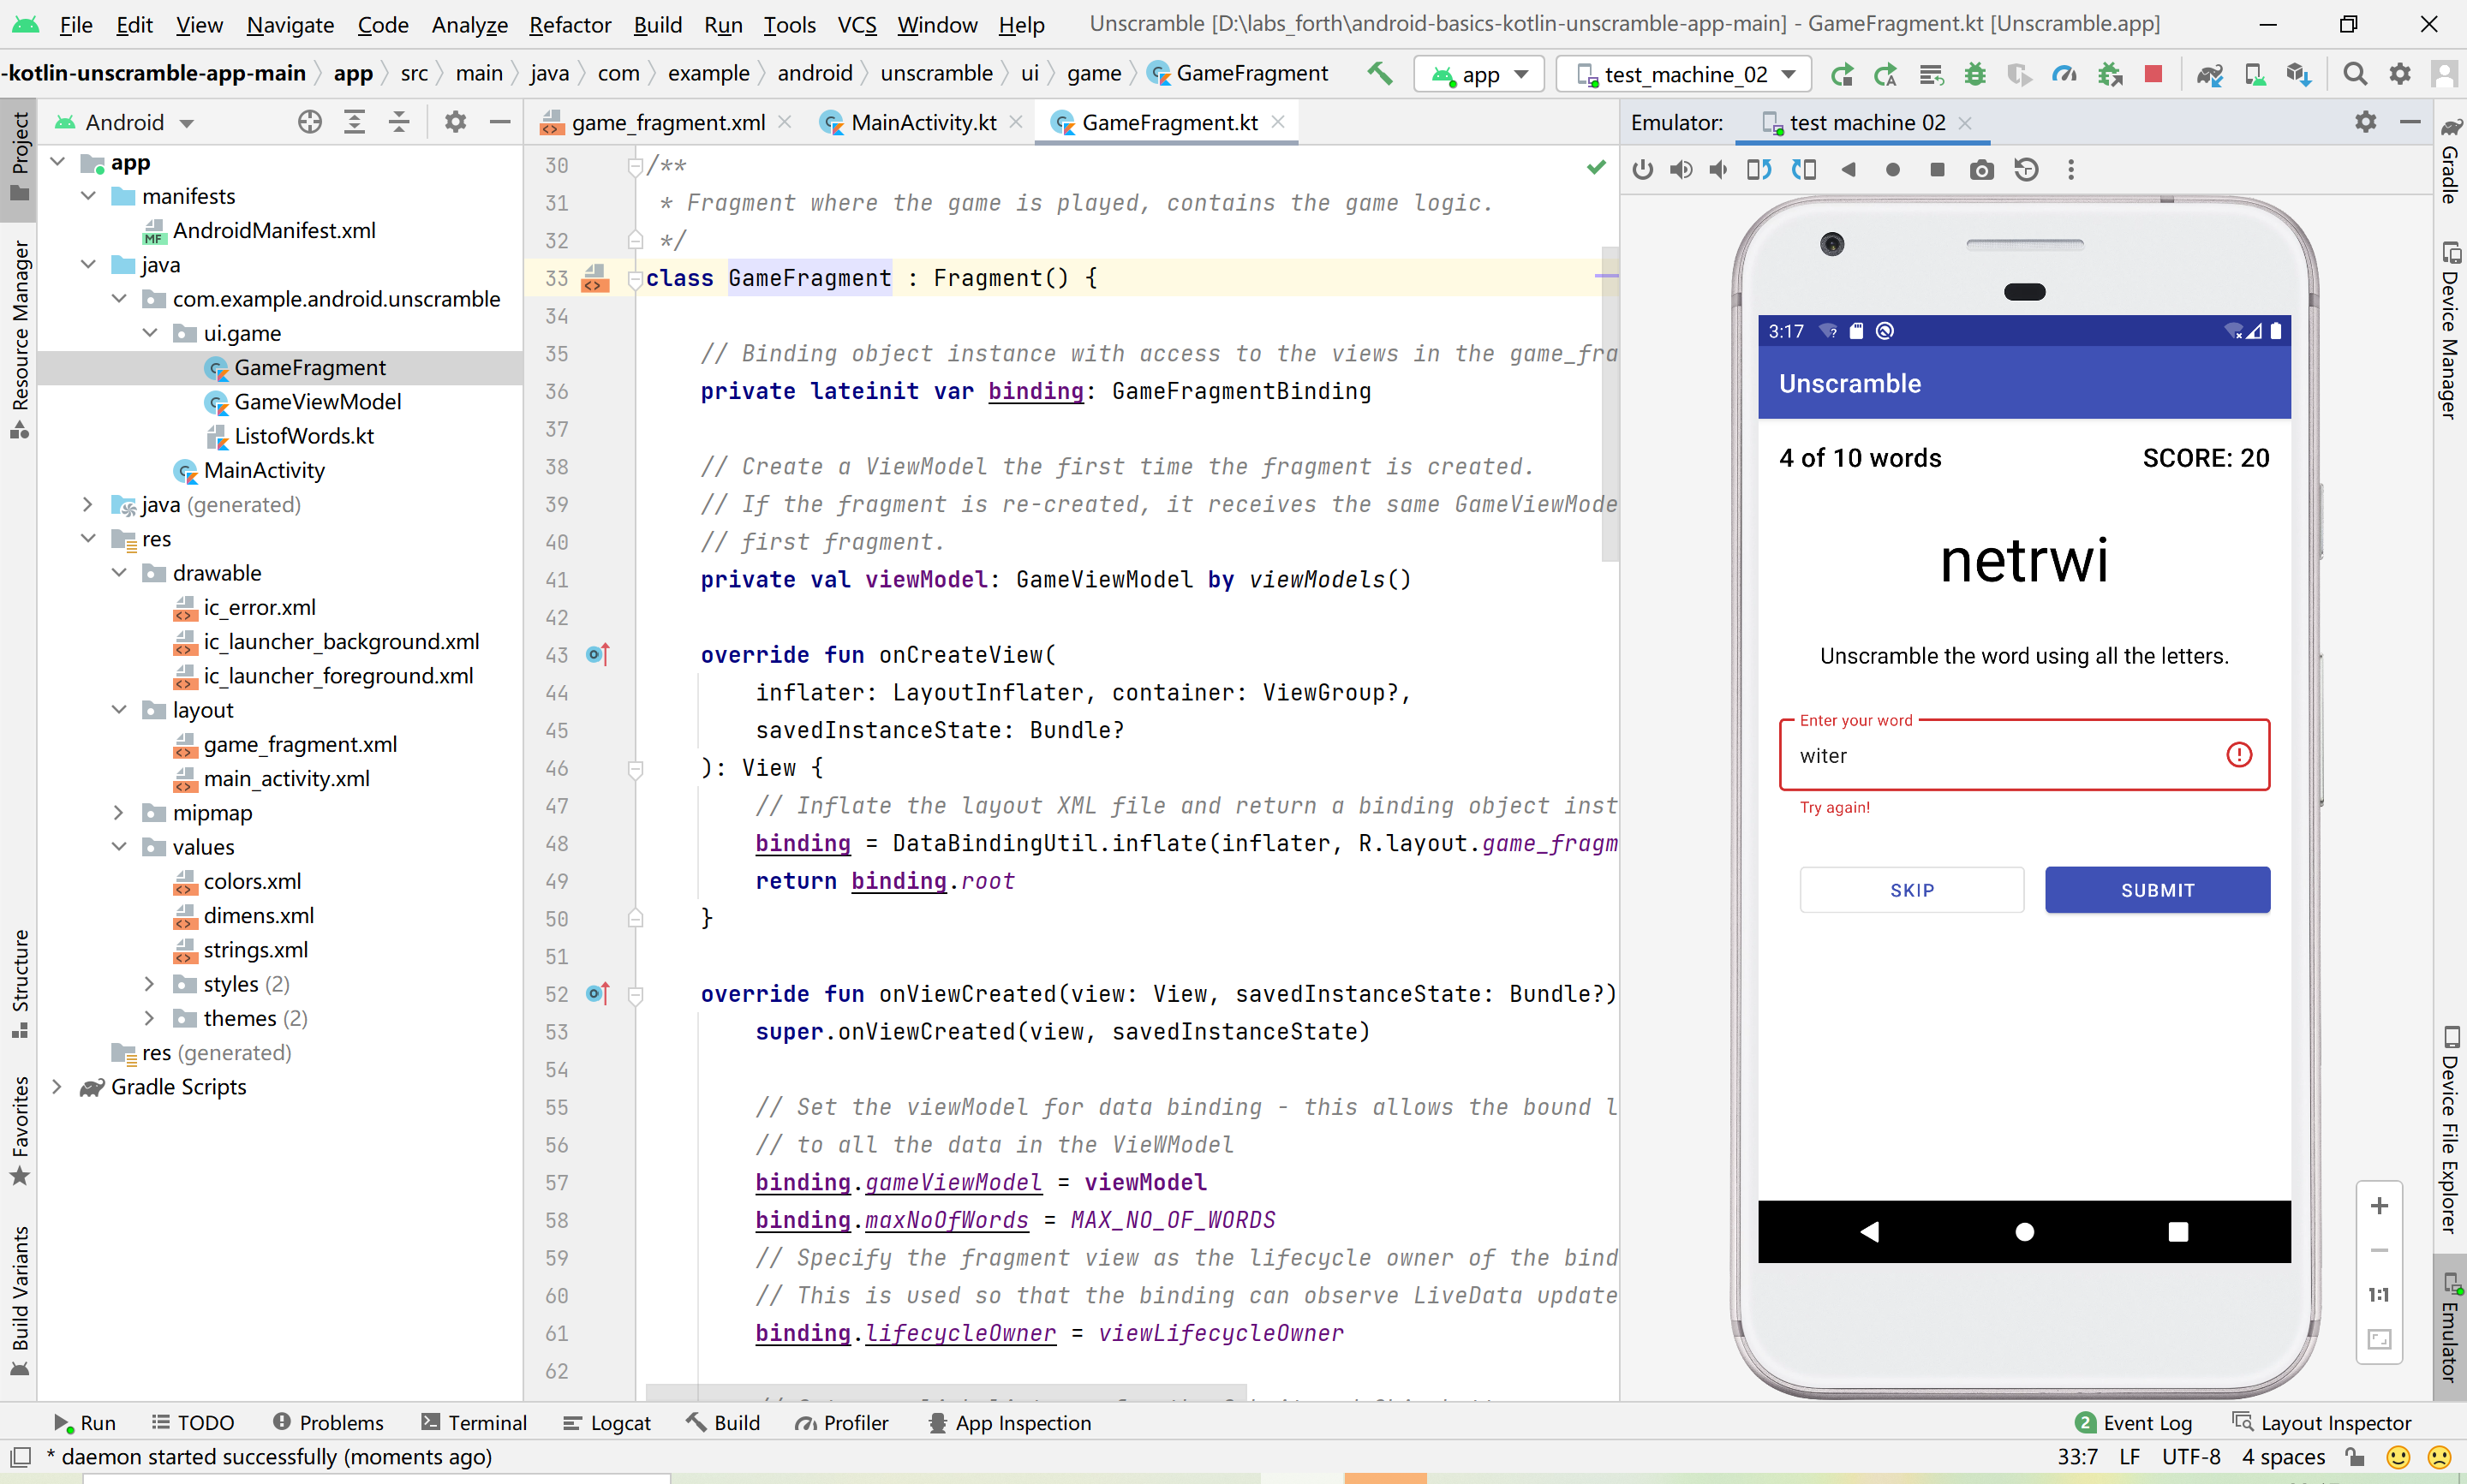 File Edit View Navigate Code Analyze Refactor Build Run Tools VCS Window Help Unscramble [D:\labs_forth\android-basics-kotlin-unscramble-app-main] - GameFragment.kt [Unscramble.app]
-kotlin-unscramble-app-main app src main java com example android unscramble ui game GameFragment app test_machine_02
Project
Resource Manager
Structure
Favorites
Build Variants
Android
app
manifests
MF AndroidManifest.xml
java
com.example.android.unscramble
ui.game
GameFragment
GameViewModel
ListofWords.kt
MainActivity
java (generated)
res
drawable
ic_error.xml
ic_launcher_background.xml
ic_launcher_foreground.xml
layout
game_fragment.xml
main_activity.xml
mipmap
values
colors.xml
dimens.xml
strings.xml
styles (2)
themes (2)
res (generated)
Gradle Scripts
game_fragment.xml MainActivity.kt GameFragment.kt
30 /**
31 * Fragment where the game is played, contains the game logic.
32 */
33 class GameFragment : Fragment() {
34
35 // Binding object instance with access to the views in the game_fra
36 private lateinit var binding: GameFragmentBinding
37
38 // Create a ViewModel the first time the fragment is created.
39 // If the fragment is re-created, it receives the same GameViewMode
40 // first fragment.
41 private val viewModel: GameViewModel by viewModels()
42
43 override fun onCreateView(
44 inflater: LayoutInflater, container: ViewGroup?,
45 savedInstanceState: Bundle?
46 ): View {
47 // Inflate the layout XML file and return a binding object inst
48 binding = DataBindingUtil.inflate(inflater, R.layout.game_fragm
49 return binding.root
50 }
51
52 override fun onViewCreated(view: View, savedInstanceState: Bundle?)
53 super.onViewCreated(view, savedInstanceState)
54
55 // Set the viewModel for data binding - this allows the bound l
56 // to all the data in the VieWModel
57 binding.gameViewModel = viewModel
58 binding.maxNoOfWords = MAX_NO_OF_WORDS
59 // Specify the fragment view as the lifecycle owner of the bind
60 // This is used so that the binding can observe LiveData update
61 binding.lifecycleOwner = viewLifecycleOwner
62
Emulator: test machine 02
3:17
Unscramble
4 of 10 words SCORE: 20
netrwi
Unscramble the word using all the letters.
Enter your word
witer
Try again!
SKIP SUBMIT
1:1
Gradle
Device Manager
Device File Explorer
Emulator
Run TODO Problems Terminal Logcat Build Profiler App Inspection 2 Event Log Layout Inspector
* daemon started successfully (moments ago) 33:7 LF UTF-8 4 spaces